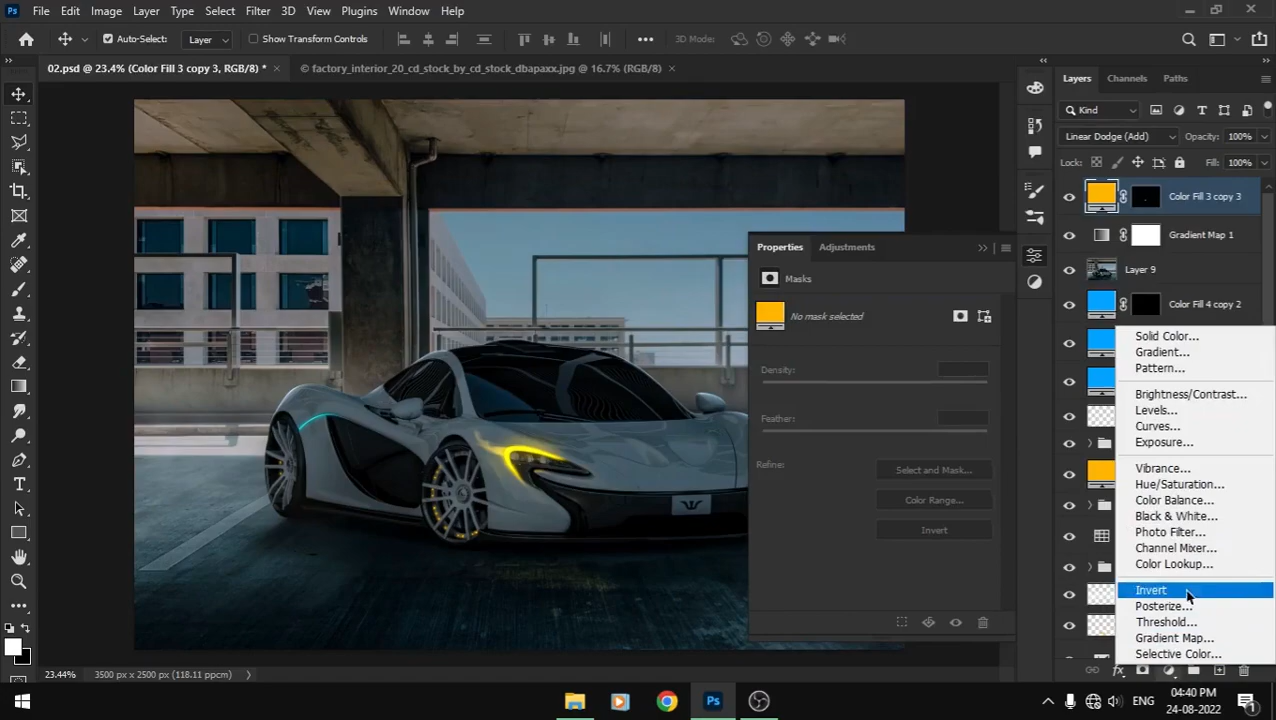 Ps File Edit Image Layer Type Select Filter 3D View Plugins Window Help
Auto-Select: Layer Show Transform Controls 3D Mode:
02.psd @ 23.4% (Color Fill 3 copy 3, RGB/8) * × © factory_interior_20_cd_stock_by_cd_stock_dbapaxx.jpg @ 16.7% (RGB/8) ×
Layers Channels Paths
Kind
Linear Dodge (Add) Opacity: 100%
Lock: Fill: 100%
Color Fill 3 copy 3
Gradient Map 1
Layer 9
Color Fill 4 copy 2
Properties Adjustments
Masks
No mask selected
Density:
Feather:
Refine: Select and Mask...
Color Range...
Invert
Solid Color...
Gradient...
Pattern...
Brightness/Contrast...
Levels...
Curves...
Exposure...
Vibrance...
Hue/Saturation...
Color Balance...
Black & White...
Photo Filter...
Channel Mixer...
Color Lookup...
Invert
Posterize...
Threshold...
Gradient Map...
Selective Color...
23.44% 3500 px x 2500 px (118.11 ppcm)
fx
Ps ENG 04:40 PM
24-08-2022
1